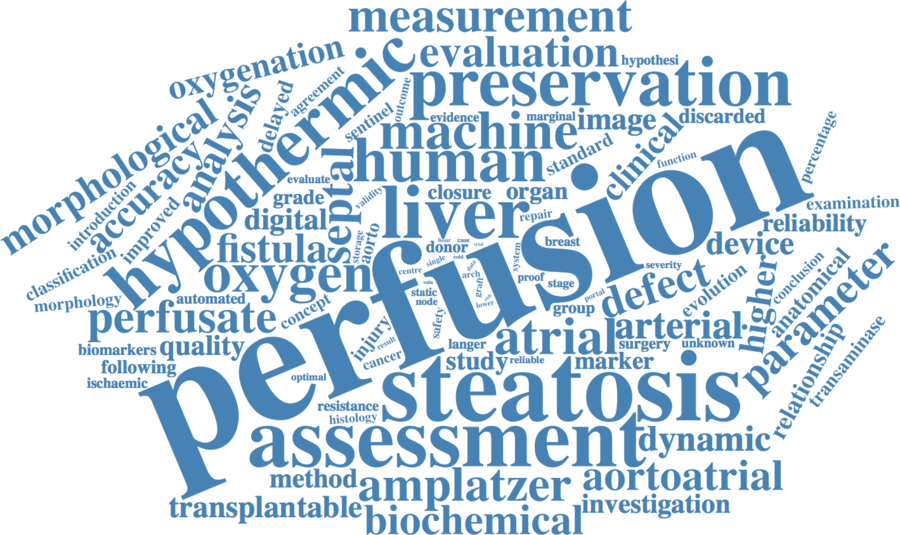 measurement
oxygenation
evaluation
hypothesi
agreement
outcome
preservation
hypothermic
delayed
sentinel
evidence
marginal
image
discarded
machine
morphological
analysis
accuracy
introduction
improved
classification
morphology
standard
clinical
percentage
human
function
evaluate
septal
validity
grade
closure
organ
digital
liver
repair
examination
reliability
fistula
storage
aorto
donor
hour
case
trial
breast
device
oxygen
centre
single
cold
data
system
proof
severity
arch
graft
stage
defect
evolution
higher
conclusion
anatomical
parameter
automated
concept
static
node
risk
lower
portal
group
perfusion
perfusate
injury
result
safety
atrial
arterial
biomarkers
quality
langer
surgery
unknown
following
cancer
study
reliable
marker
relationship
transaminase
ischaemic
optimal
steatosis
resistance
histology
assessment
dynamic
method
amplatzer
aortoatrial
transplantable
investigation
biochemical